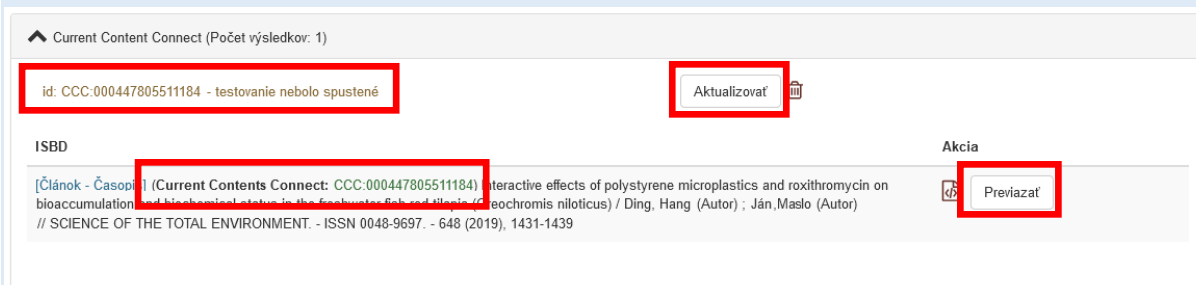 Current Content Connect (Počet výsledkov: 1)
id: CCC:000447805511184 - testovanie nebolo spustené
Aktualizovať
ISBD
Akcia
[Článok - Časopis] (Current Contents Connect: CCC:000447805511184) Interactive effects of polystyrene microplastics and roxithromycin on
bioaccumulation and biochemical status in the freshwater fish red tilapia (Oreochromis niloticus) / Ding, Hang (Autor) ; Ján,Maslo (Autor)
// SCIENCE OF THE TOTAL ENVIRONMENT. - ISSN 0048-9697. - 648 (2019), 1431-1439
Previazať